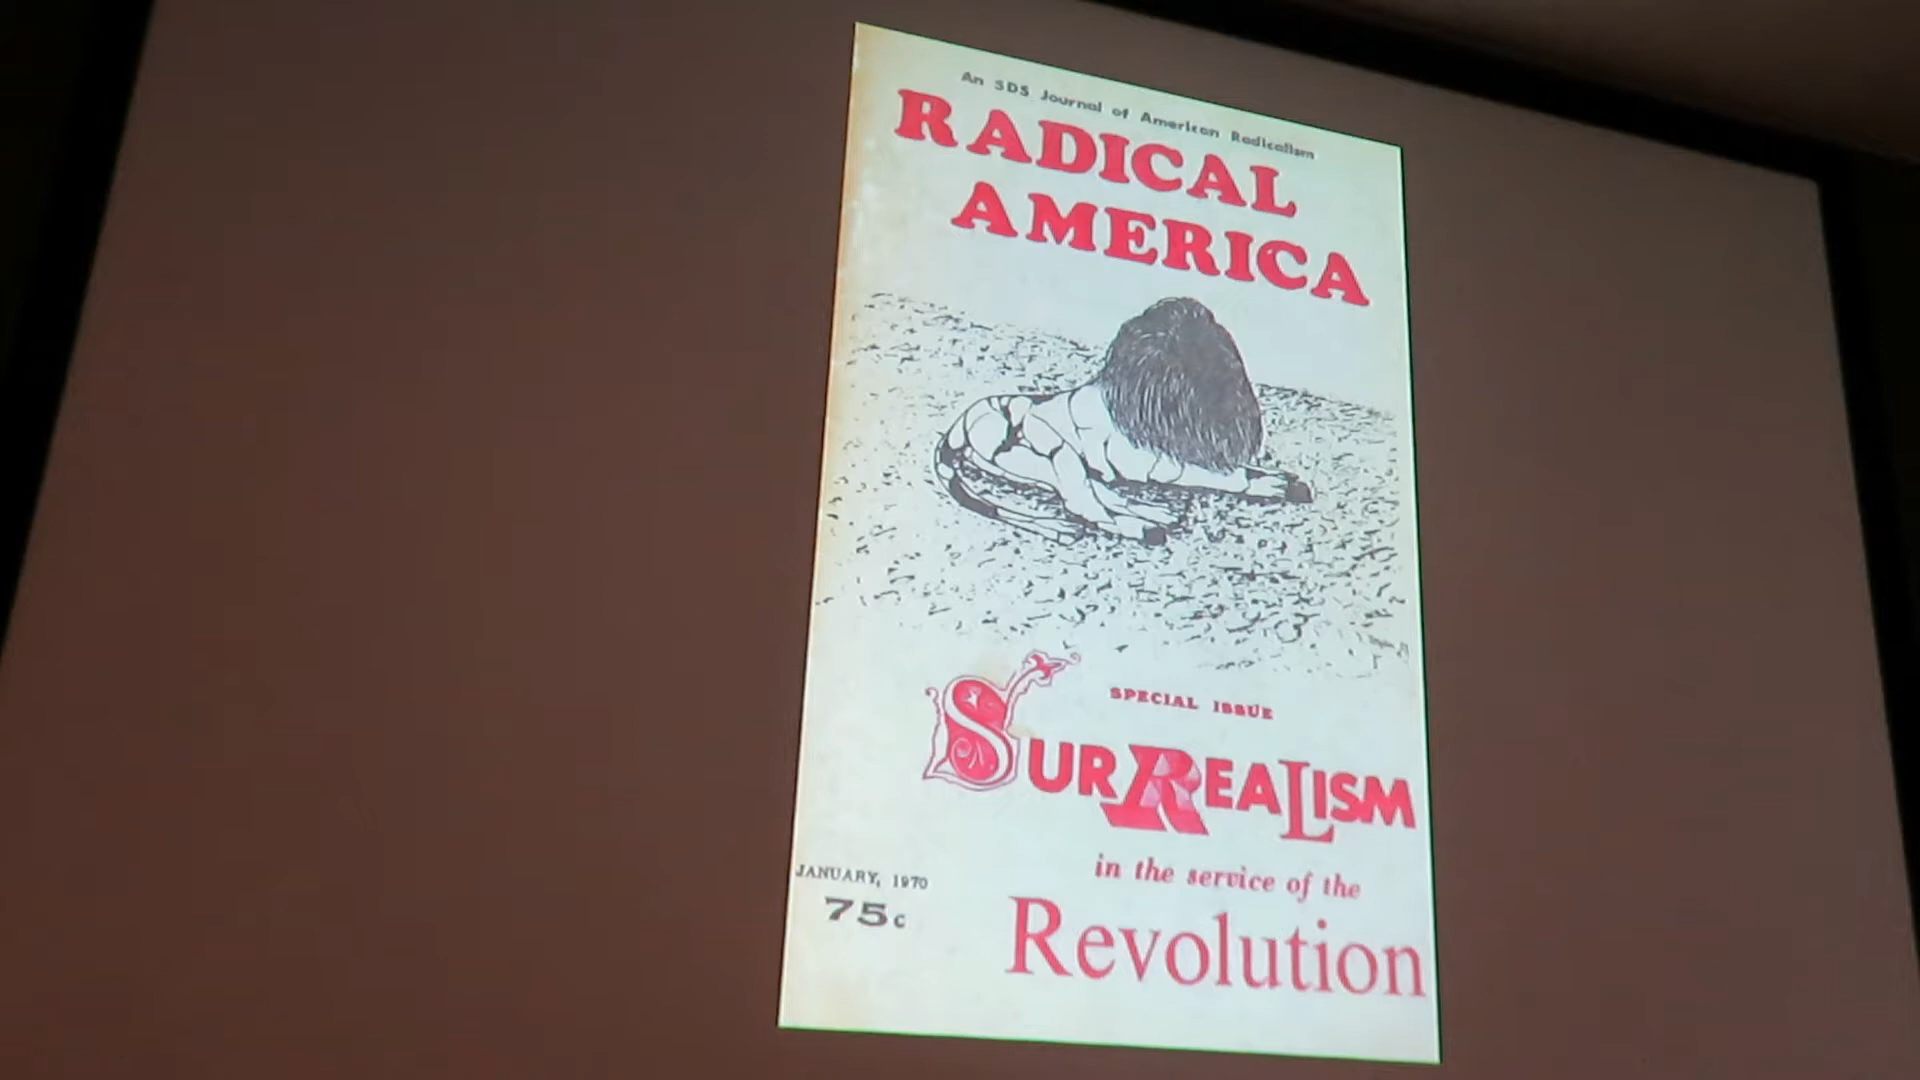 An SDS Journal of American Radicalism
RADICAL
AMERICA
SPECIAL ISSUE
SURREALISM
in the service of the
Revolution
JANUARY, 1970
75c